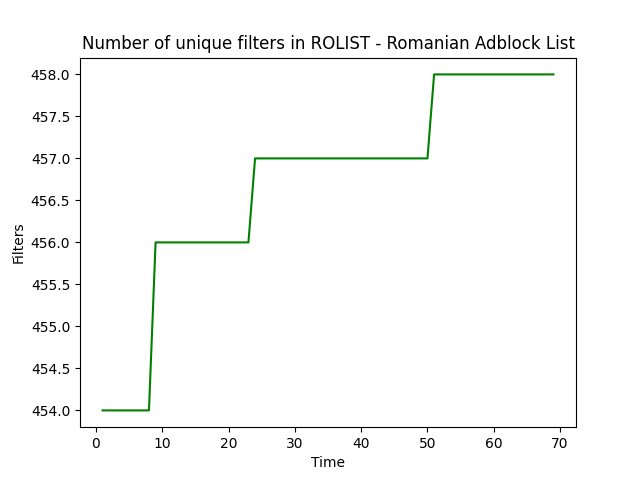 Number of unique filters in ROLIST - Romanian Adblock List
458.0
457.5
457.0
456.5
456.0
455.5
455.0
454.5
454.0
Filters
0 10 20 30 40 50 60 70
Time